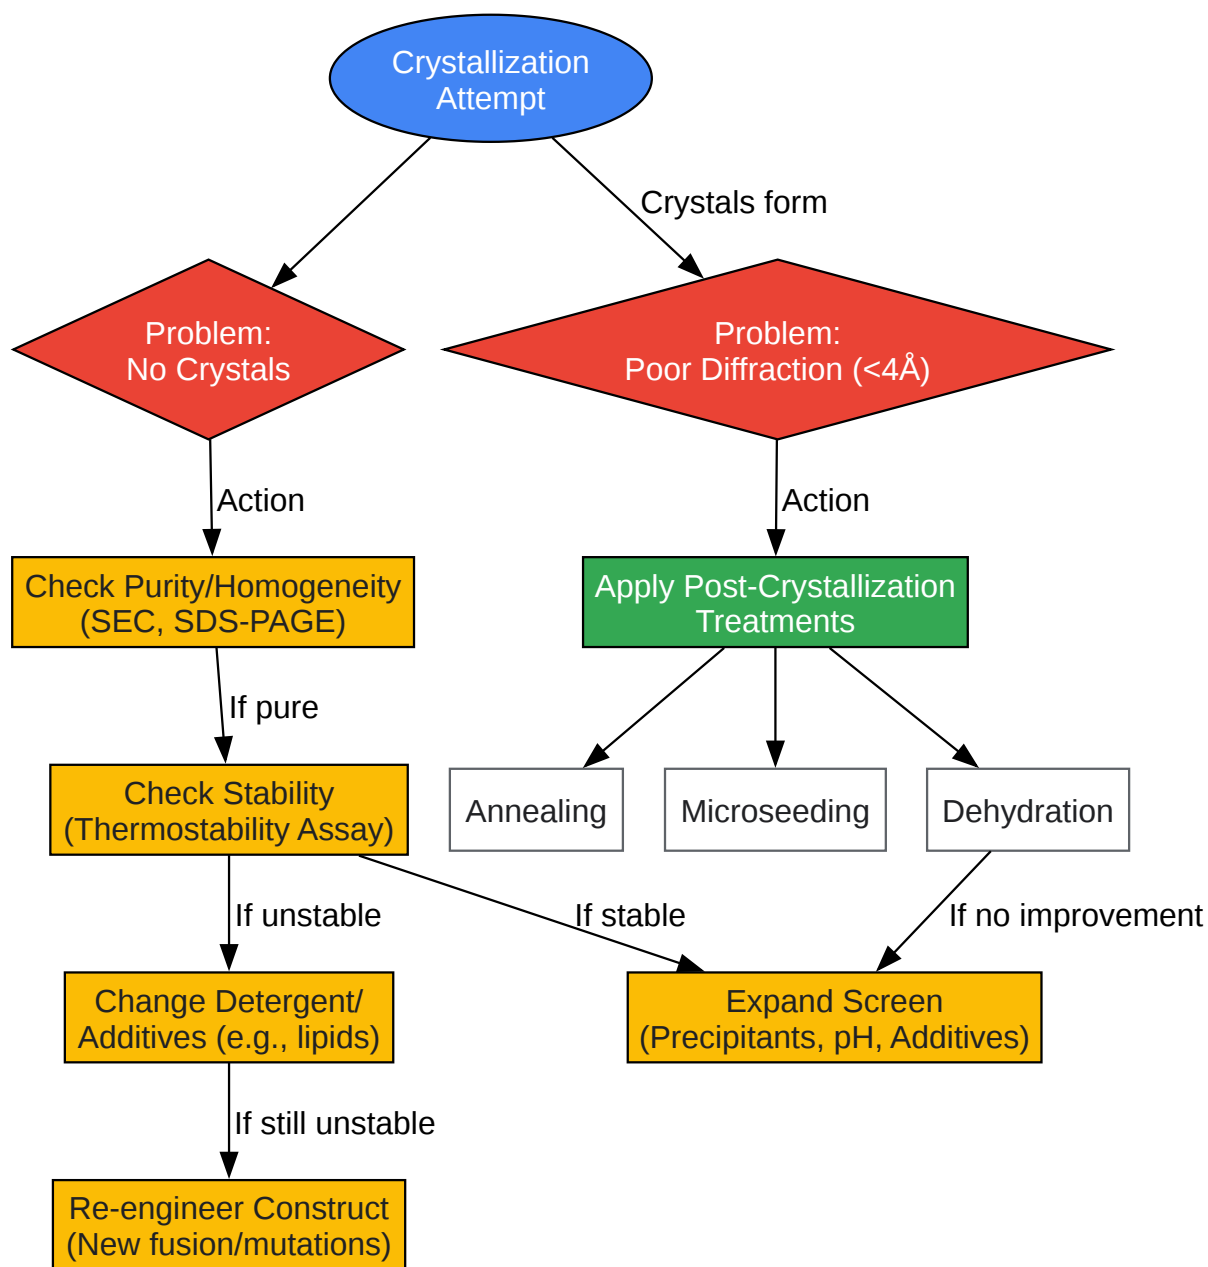 Crystallization
Attempt
Crystals form
Problem:
No Crystals
Problem:
Poor Diffraction (<4Å)
Action
Action
Check Purity/Homogeneity
(SEC, SDS-PAGE)
Apply Post-Crystallization
Treatments
If pure
Check Stability
(Thermostability Assay)
Annealing
Microseeding
Dehydration
If unstable
If stable
If no improvement
Change Detergent/
Additives (e.g., lipids)
Expand Screen
(Precipitants, pH, Additives)
If still unstable
Re-engineer Construct
(New fusion/mutations)